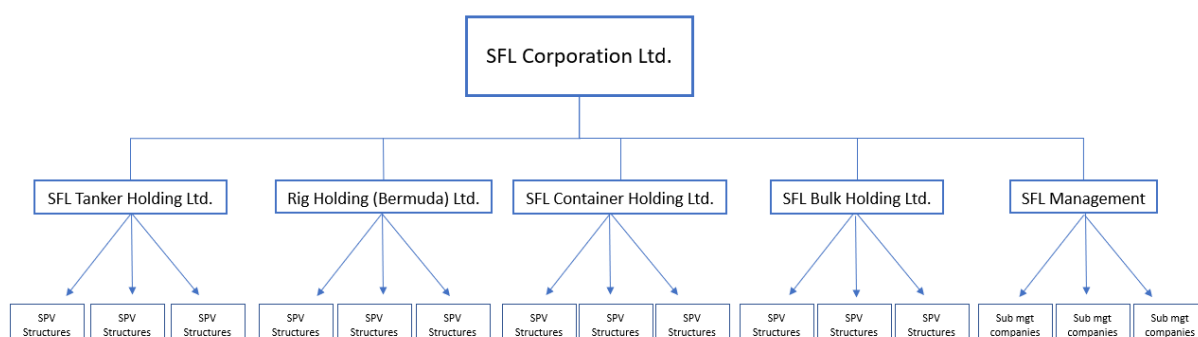 SFL Corporation Ltd.
SFL Tanker Holding Ltd.
Rig Holding (Bermuda) Ltd.
SFL Container Holding Ltd.
SFL Bulk Holding Ltd.
SFL Management
SPV
Structures
SPV
Structures
SPV
Structures
SPV
Structures
SPV
Structures
SPV
Structures
SPV
Structures
SPV
Structures
SPV
Structures
SPV
Structures
SPV
Structures
SPV
Structures
Sub mgt
companies
Sub mgt
companies
Sub mgt
companies